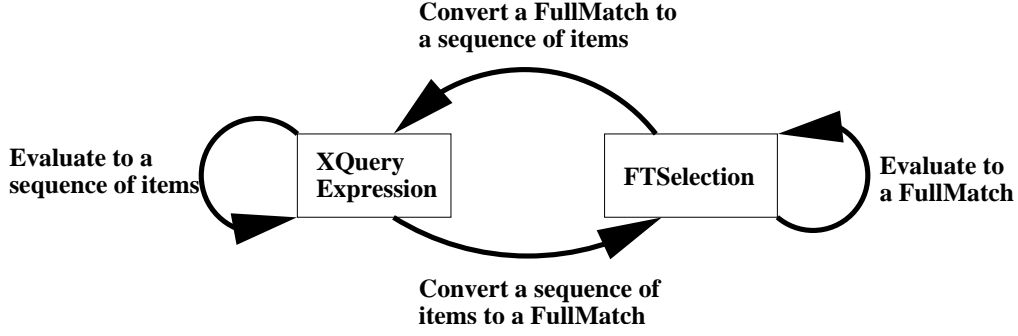 Convert a FullMatch to
a sequence of items
Evaluate to a
sequence of items
XQuery
Expression
FTSelection
Evaluate to
a FullMatch
Convert a sequence of
items to a FullMatch